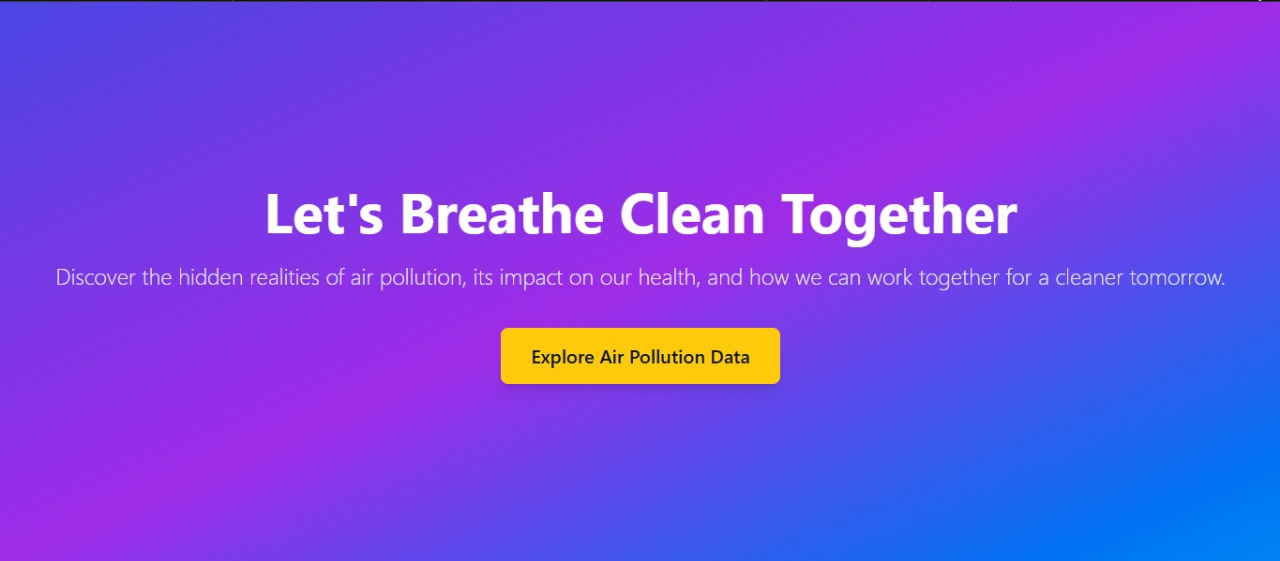 Let's Breathe Clean Together
Discover the hidden realities of air pollution, its impact on our health, and how we can work together for a cleaner tomorrow.
Explore Air Pollution Data